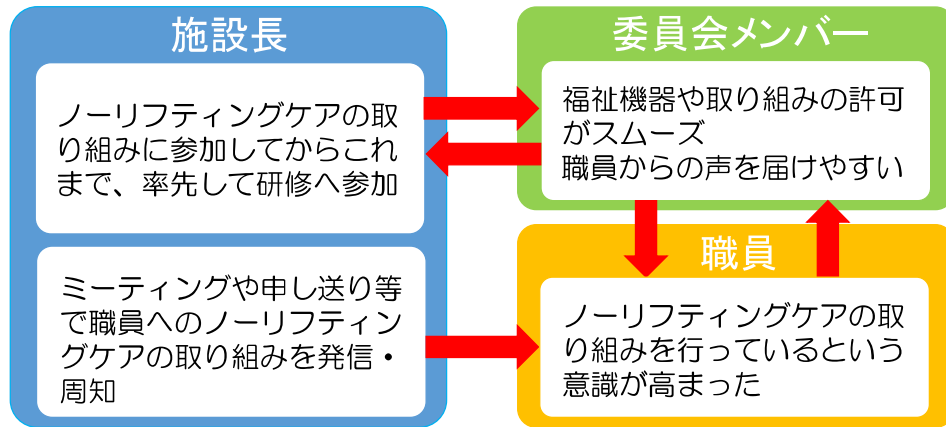 施設長
ノーリフティングケアの取
り組みに参加してからこれ
まで、率先して研修へ参加
ミーティングや申し送り等
で職員へのノーリフティン
グケアの取り組みを発信・
周知
委員会メンバー
福祉機器や取り組みの許可
がスムーズ
職員からの声を届けやすい
職員
ノーリフティングケアの取
り組みを行っているという
意識が高まった